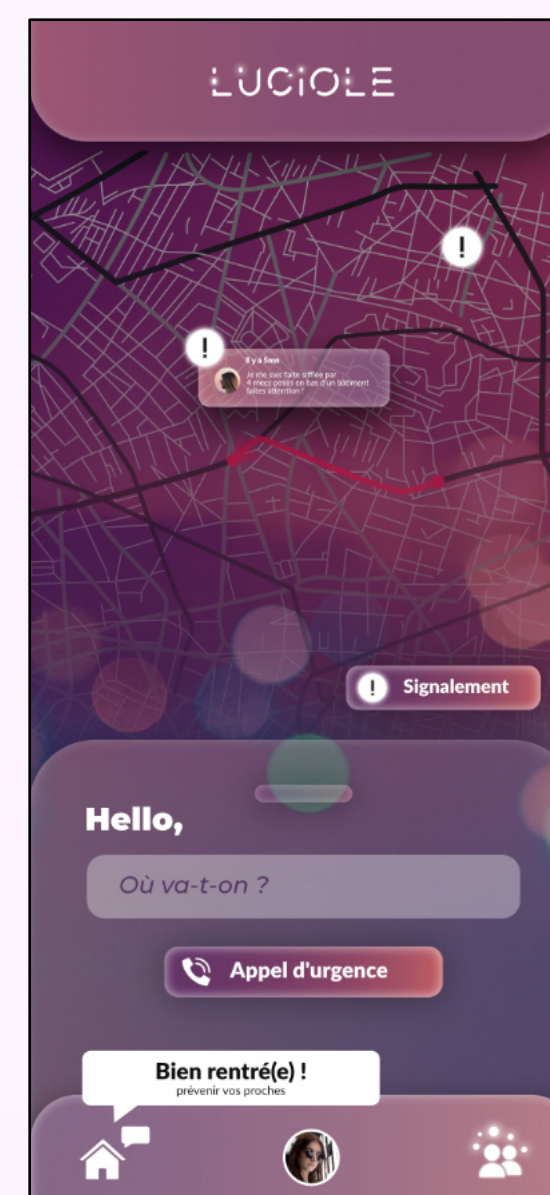 LUCiOLE
!
!
Il y a 5mn
Je me suis faite sifflée par
4 mecs posés en bas d'un bâtiment
faites attention !
! Signalement
Hello,
Où va-t-on ?
Appel d'urgence
Bien rentré(e) !
prévenir vos proches